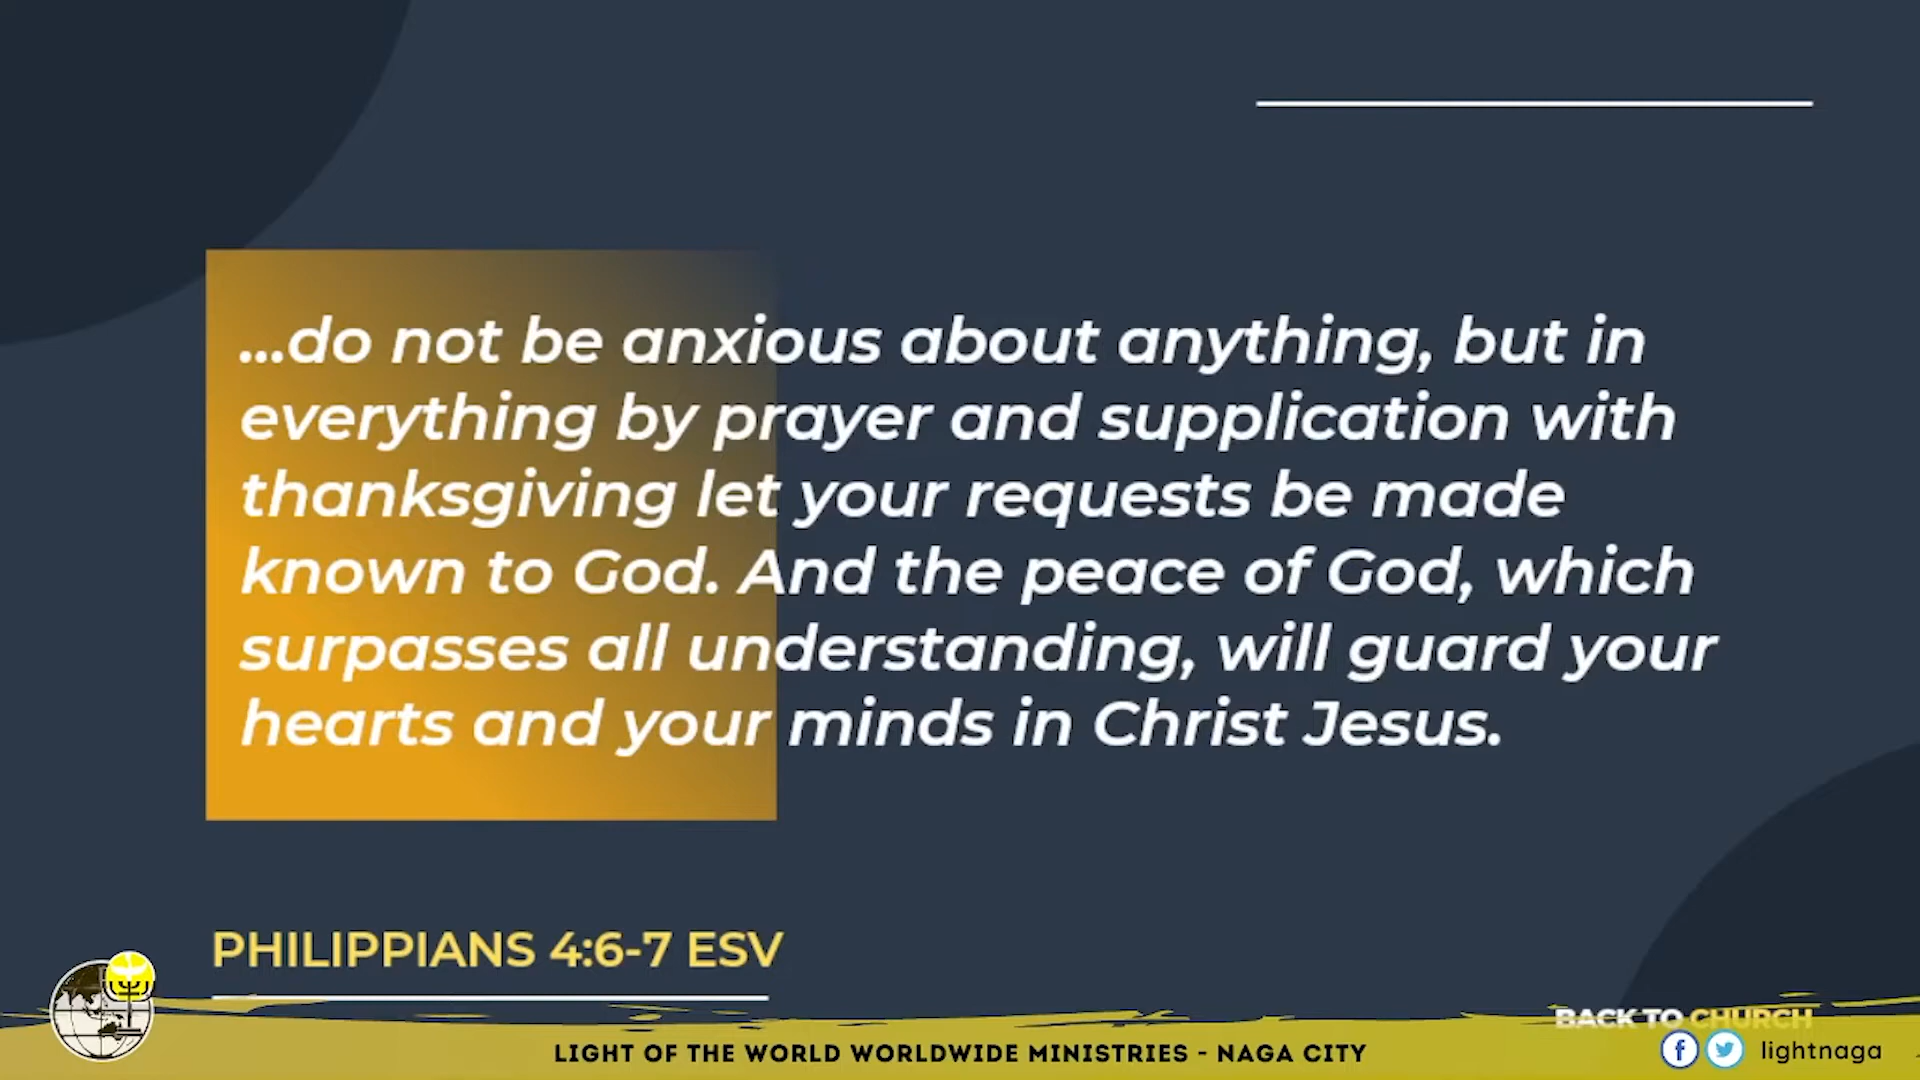 ...do not be anxious about anything, but in
everything by prayer and supplication with
thanksgiving let your requests be made
known to God. And the peace of God, which
surpasses all understanding, will guard your
hearts and your minds in Christ Jesus.
PHILIPPIANS 4:6-7 ESV
BACK TO CHURCH
LIGHT OF THE WORLD WORLDWIDE MINISTRIES - NAGA CITY
lightnaga